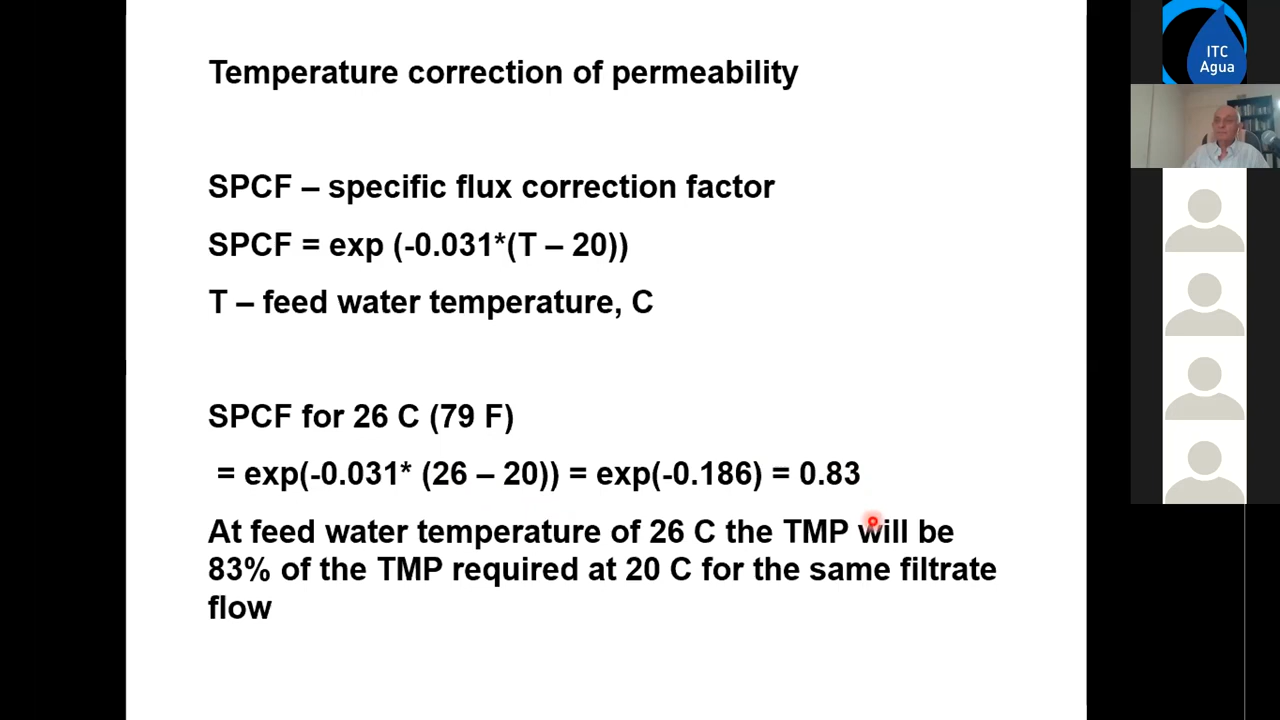 Temperature correction of permeability
SPCF – specific flux correction factor
SPCF = exp (-0.031*(T – 20))
T – feed water temperature, C
SPCF for 26 C (79 F)
= exp(-0.031* (26 – 20)) = exp(-0.186) = 0.83
At feed water temperature of 26 C the TMP will be
83% of the TMP required at 20 C for the same filtrate
flow
ITC
Agua